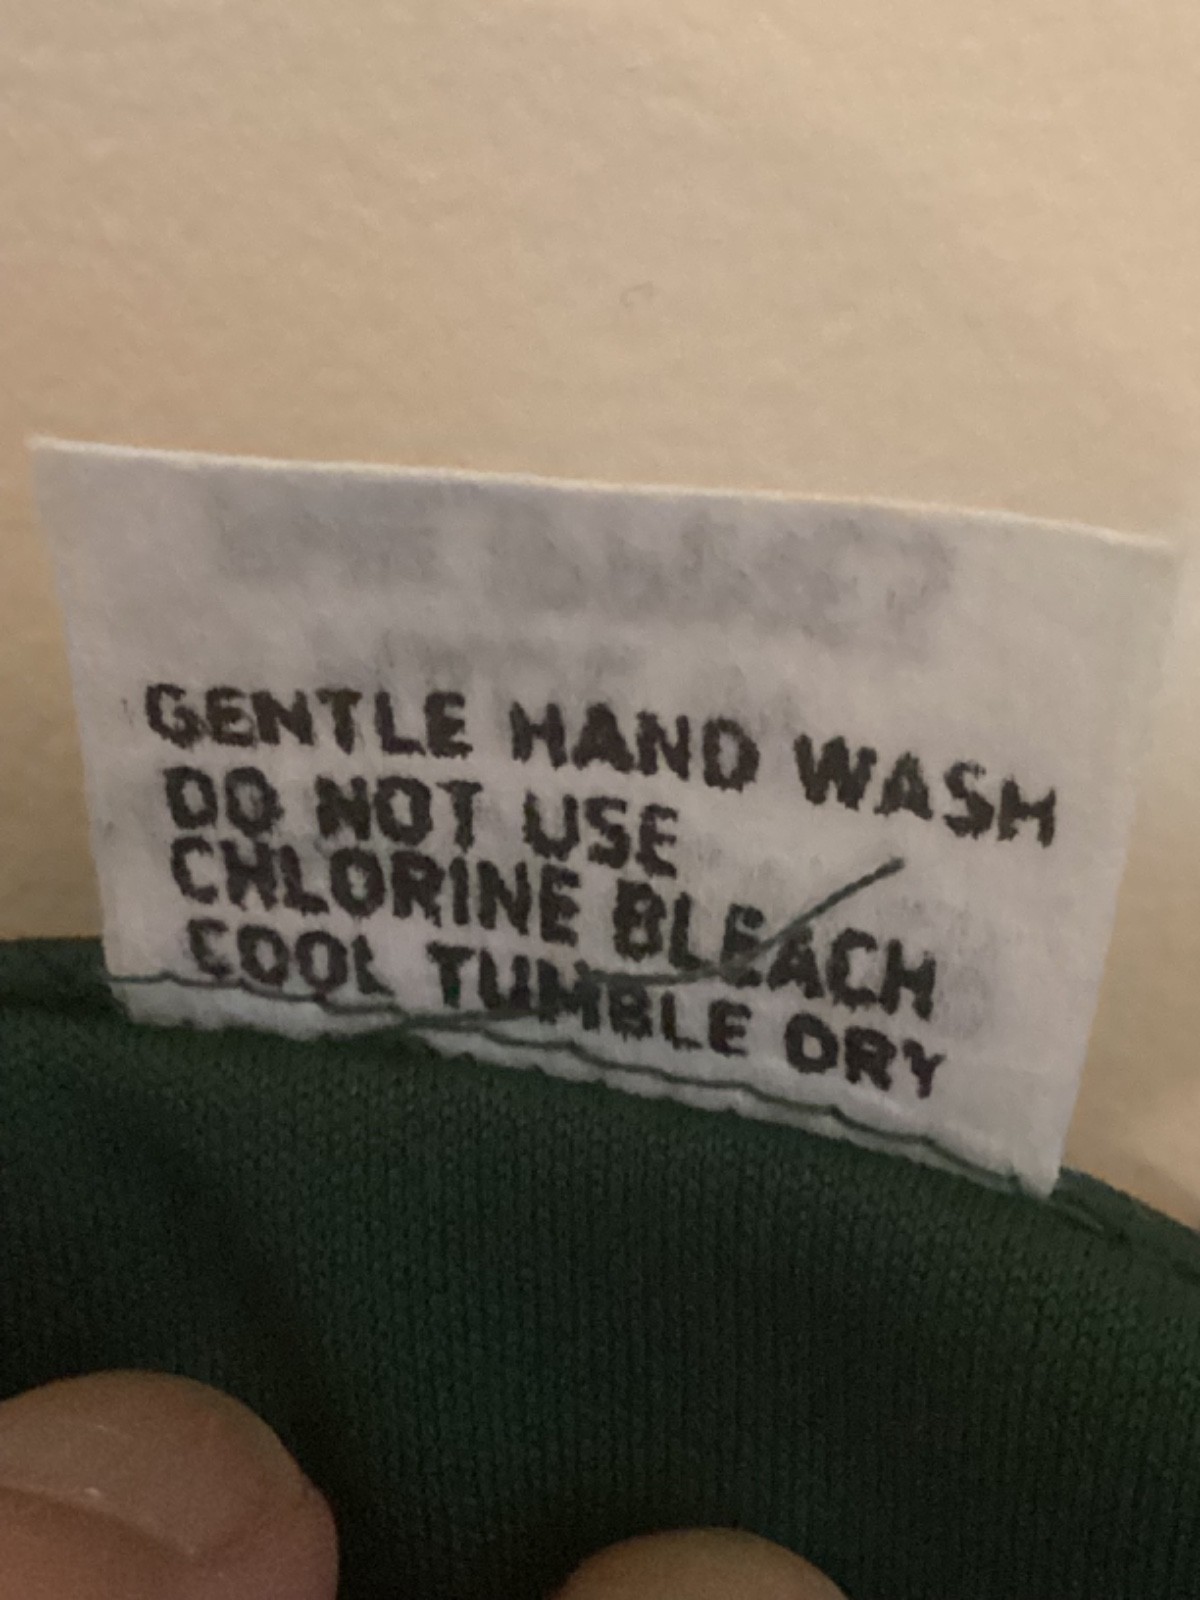 GENTLE HAND WASH
DO NOT USE
CHLORINE BLEACH
COOL TUMBLE DRY